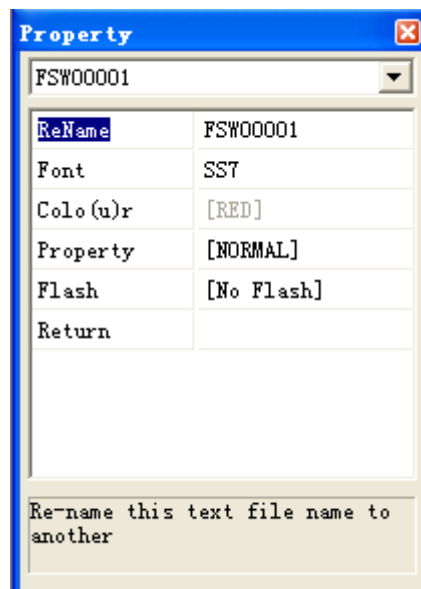 Property
FSW00001
ReName FSW00001
Font SS7
Colo(u)r [RED]
Property [NORMAL]
Flash [No Flash]
Return
Re-name this text file name to
another